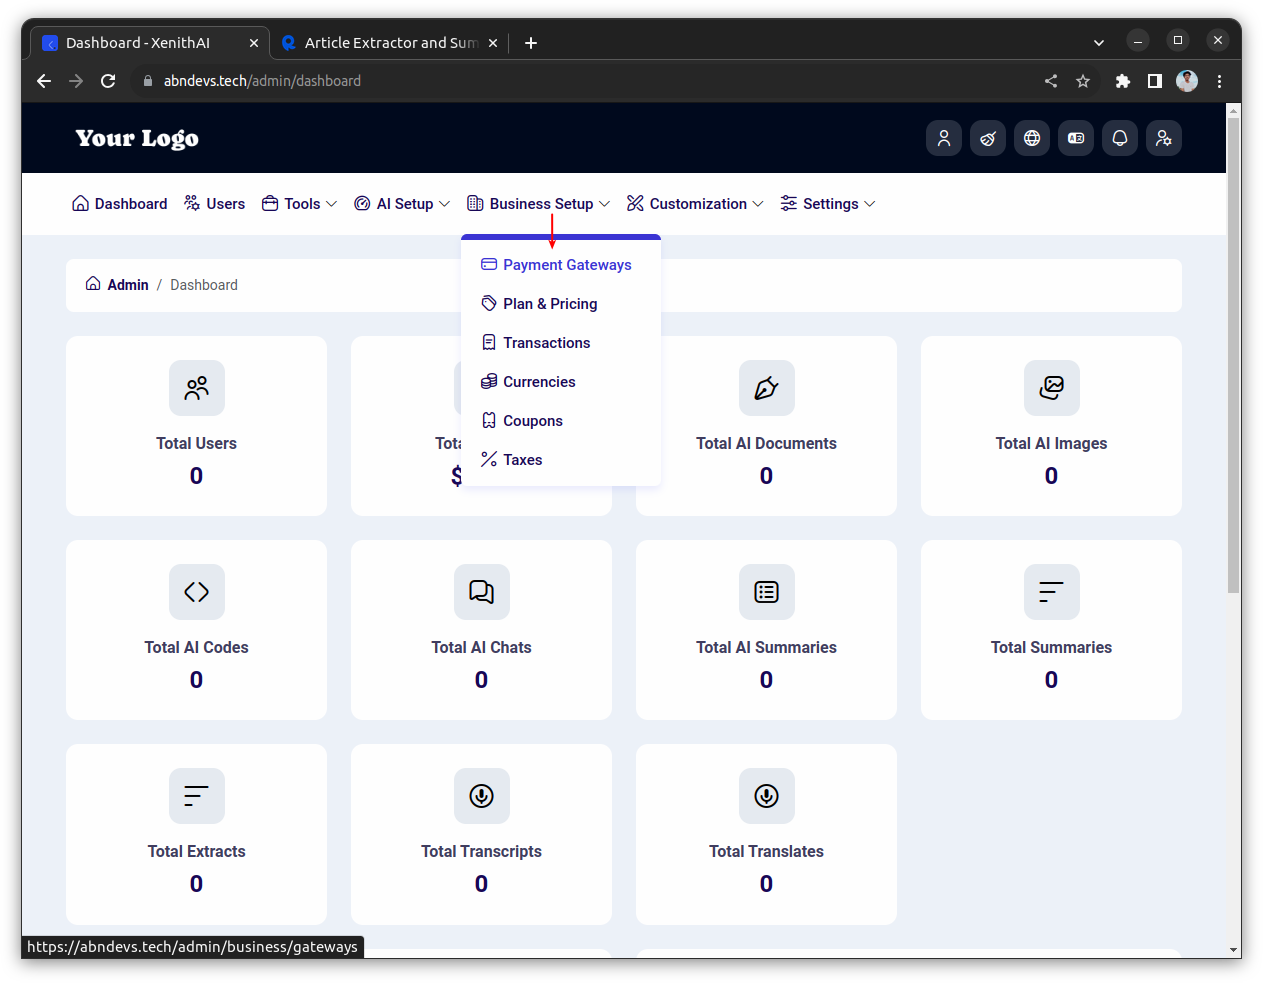 Dashboard - XenithAI
Article Extractor and Sum
abndevs.tech/admin/dashboard
Your Logo
Dashboard Users Tools AI Setup Business Setup Customization Settings
Payment Gateways
Plan & Pricing
Transactions
Currencies
Coupons
Taxes
Admin / Dashboard
Total Users
0
Tota
$
Total AI Documents
0
Total AI Images
0
Total AI Codes
0
Total AI Chats
0
Total AI Summaries
0
Total Summaries
0
Total Extracts
0
Total Transcripts
0
Total Translates
0
https://abndevs.tech/admin/business/gateways